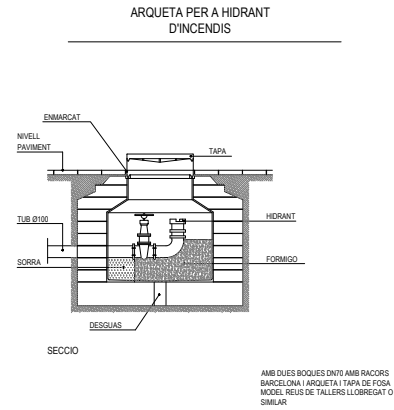 ARQUETA PER A HIDRANT
D'INCENDIS
ENMARCAT
TAPA
NIVELL
PAVIMENT
TUB Ø100
HIDRANT
SORRA
FORMIGO
DESGUAS
SECCIO
AMB DUES BOQUES DN70 AMB RACORS
BARCELONA I ARQUETA I TAPA DE FOSA
MODEL REUS DE TALLERS LLOBREGAT O
SIMILAR